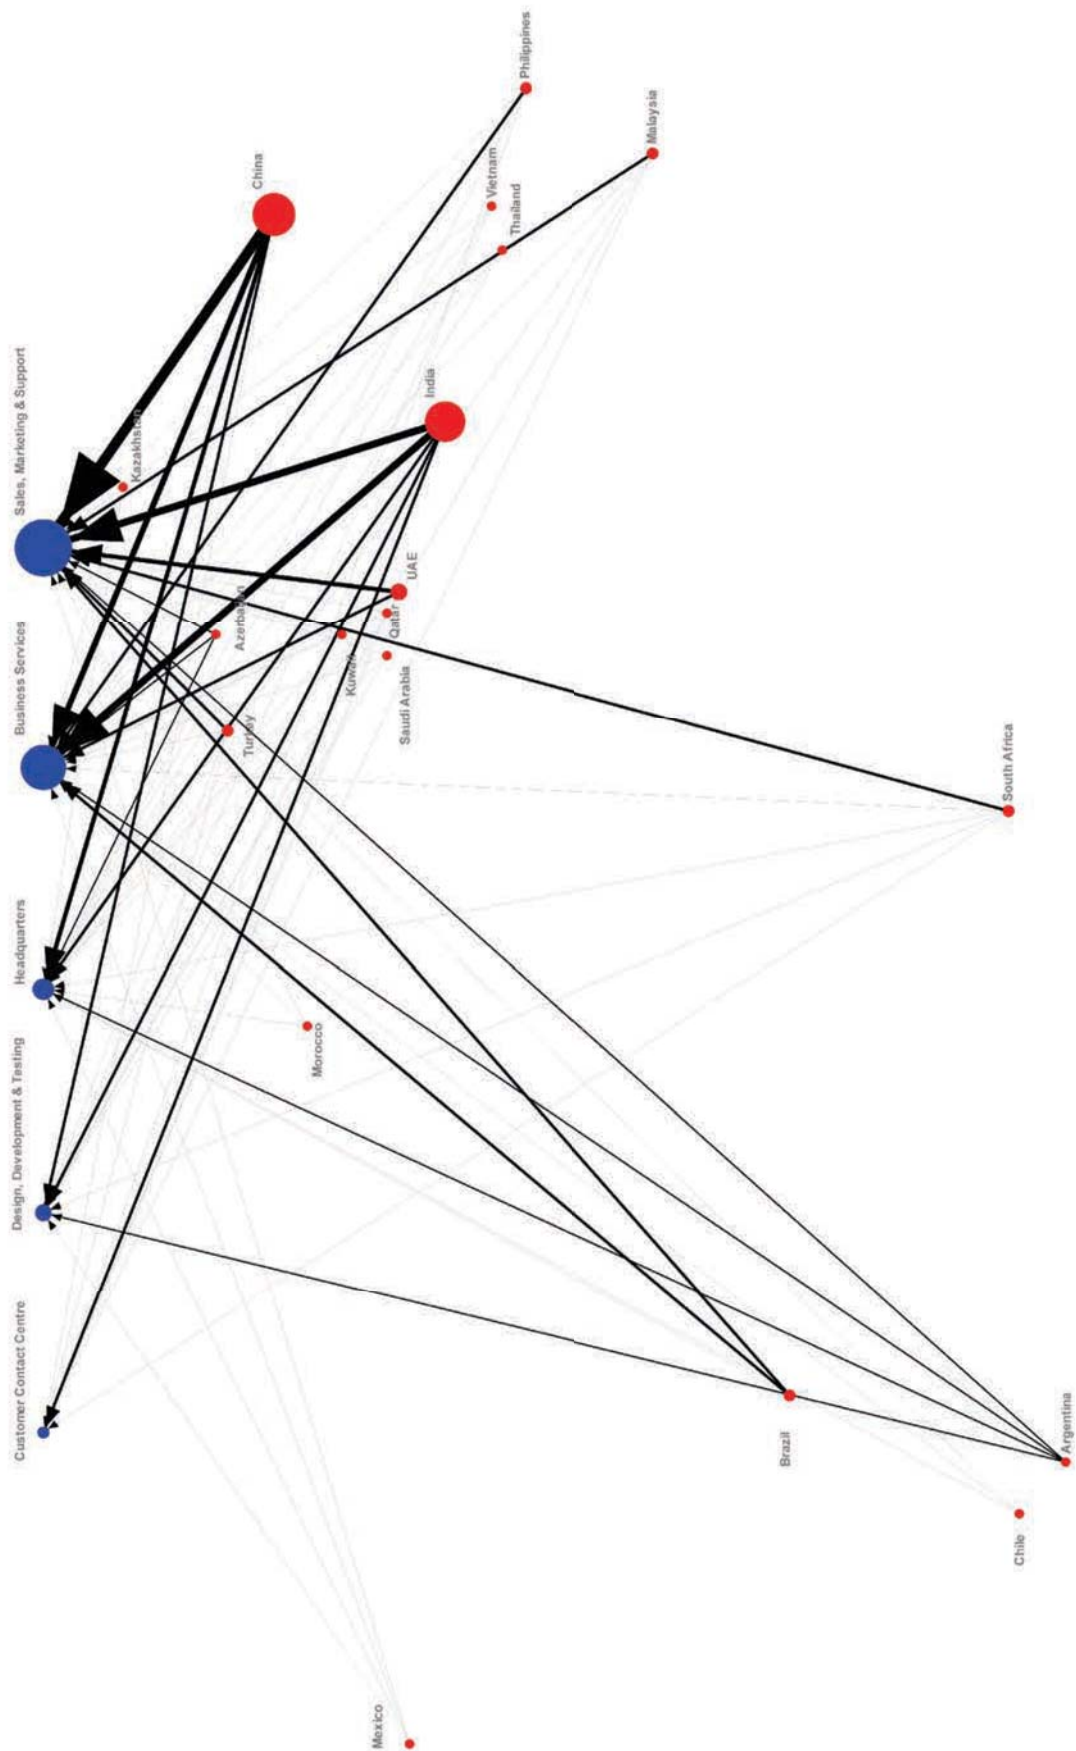 Customer Contact Centre
Design, Development & Testing
Headquarters
Business Services
Sales, Marketing & Support
Kazakhstan
Azerbaijan
Turkey
China
Morocco
Kuwait
Mexico
Saudi Arabia
Qatar
UAE
India
Vietnam
Thailand
Philippines
Malaysia
Brazil
South Africa
Chile
Argentina